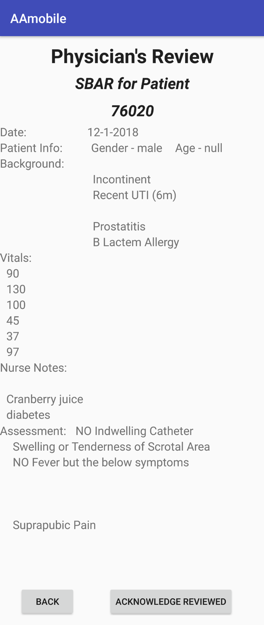 AAmobile
Physician's Review
SBAR for Patient
76020
Date: 12-1-2018
Patient Info: Gender - male Age - null
Background:
Incontinent
Recent UTI (6m)
Prostatitis
B Lactem Allergy
Vitals:
90
130
100
45
37
97
Nurse Notes:
Cranberry juice
diabetes
Assessment: NO Indwelling Catheter
Swelling or Tenderness of Scrotal Area
NO Fever but the below symptoms
Suprapubic Pain
BACK ACKNOWLEDGE REVIEWED